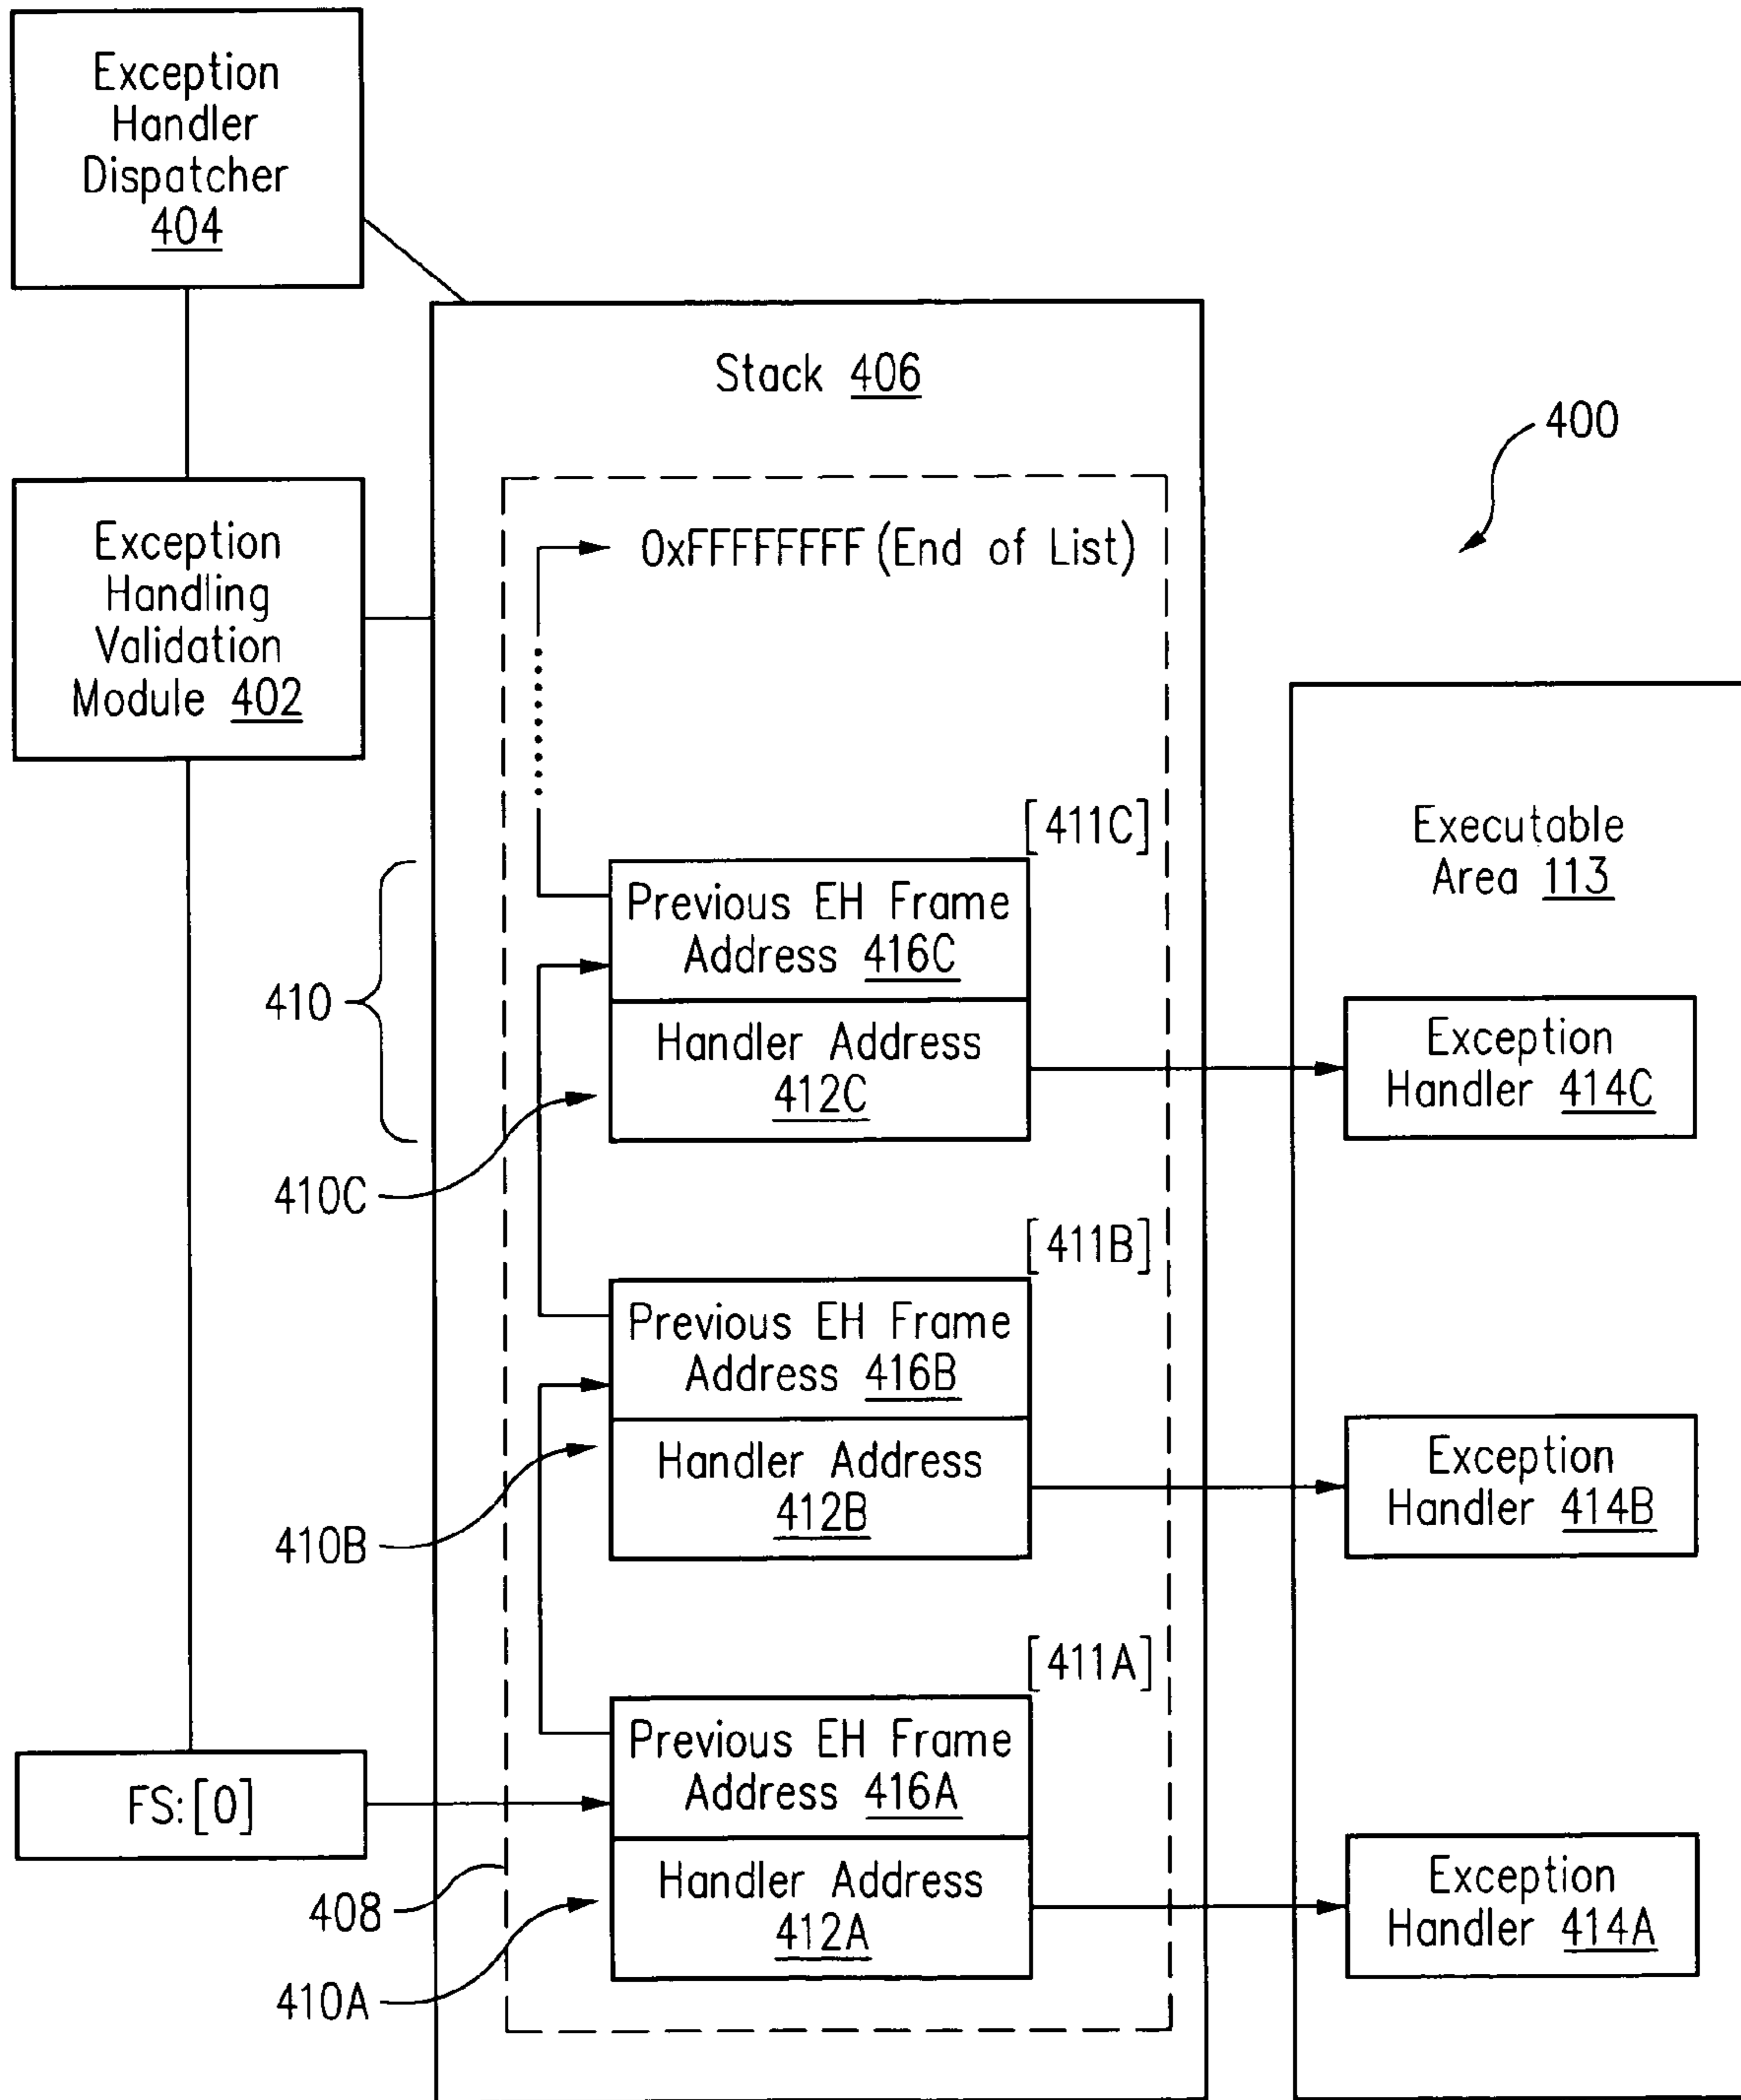 Exception
Handler
Dispatcher
404
Stack 406
400
Exception
Handling
Validation
Module 402
0xFFFFFFFF (End of List)
[411C]
Executable
Area 113
Previous EH Frame
Address 416C
410
Handler Address
412C
Exception
Handler 414C
410C
[411B]
Previous EH Frame
Address 416B
Handler Address
412B
Exception
Handler 414B
410B
[411A]
Previous EH Frame
Address 416A
FS:[0]
Handler Address
412A
Exception
Handler 414A
408
410A